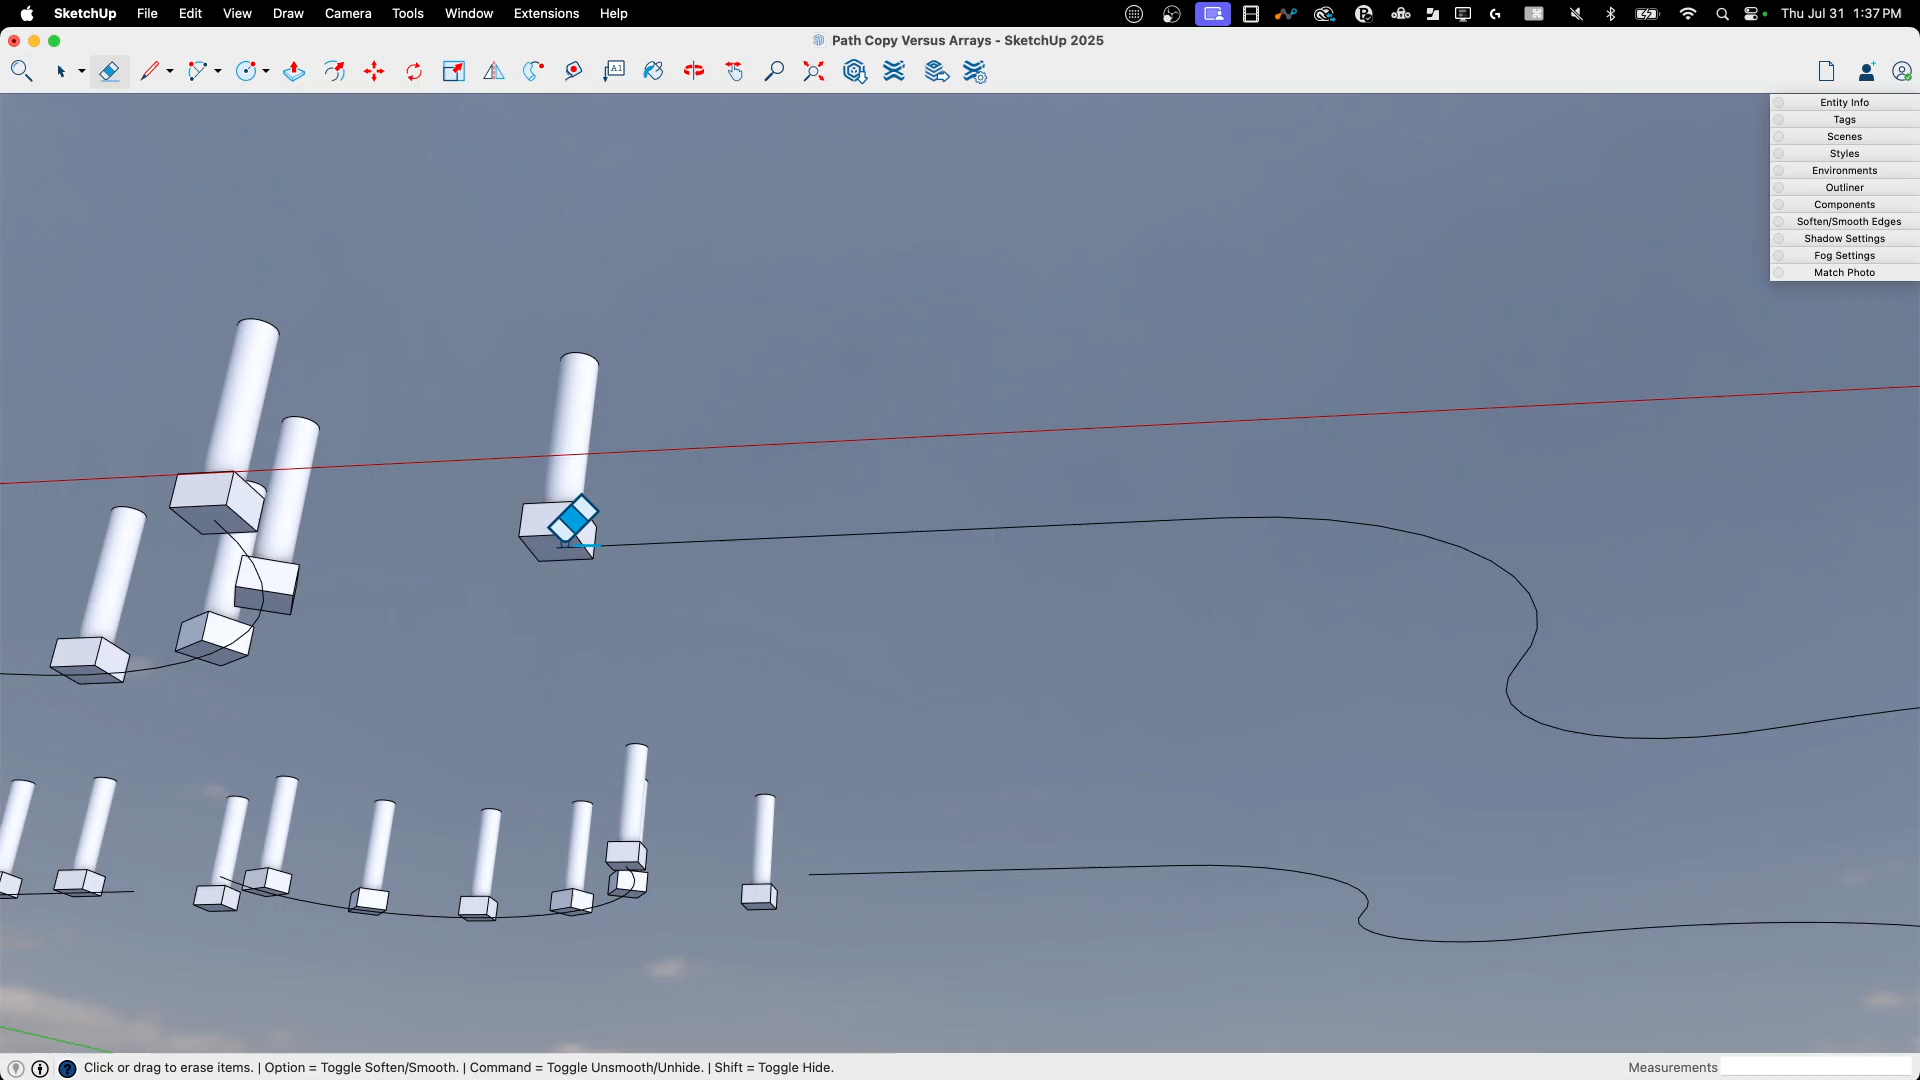 SketchUp File Edit View Draw Camera Tools Window Extensions Help Thu Jul 31 1:37 PM
Path Copy Versus Arrays - SketchUp 2025
A1
Entity Info
Tags
Scenes
Styles
Environments
Outliner
Components
Soften/Smooth Edges
Shadow Settings
Fog Settings
Match Photo
Click or drag to erase items. | Option = Toggle Soften/Smooth. | Command = Toggle Unsmooth/Unhide. | Shift = Toggle Hide. Measurements